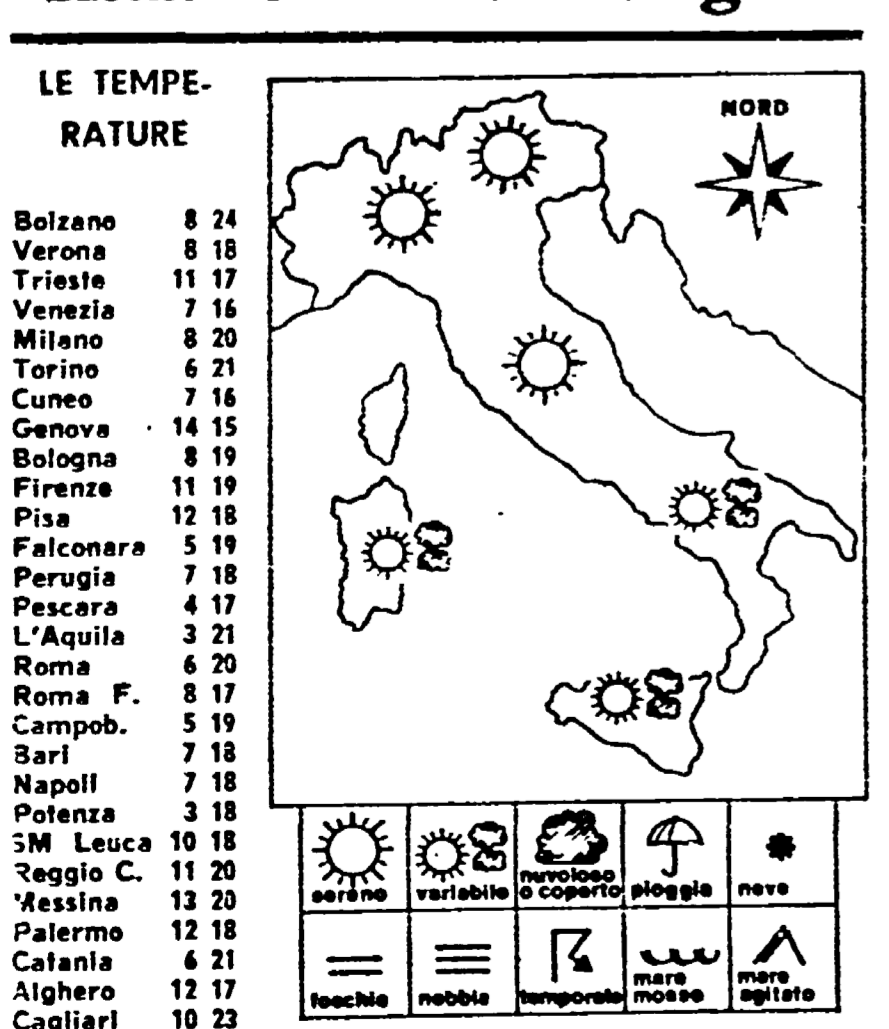 LE TEMPE-
RATURE
Bolzano 8 24
Verona 8 18
Trieste 11 17
Venezia 7 16
Milano 8 20
Torino 6 21
Cuneo 7 16
Genova 14 15
Bologna 8 19
Firenze 11 19
Pisa 12 18
Falconara 5 19
Perugia 7 18
Pescara 4 17
L'Aquila 3 21
Roma 6 20
Roma F. 8 17
Campob. 5 19
Bari 7 18
Napoli 7 18
Potenza 3 18
SM Leuca 10 18
Reggio C. 11 20
Messina 13 20
Palermo 12 18
Catania 6 21
Alghero 12 17
Cagliari 10 23
NORD
sereno
variabile
nuvoloso
o coperto
pioggia
neve
foschia
nebbia
temporale
mare
mosso
mare
agitato